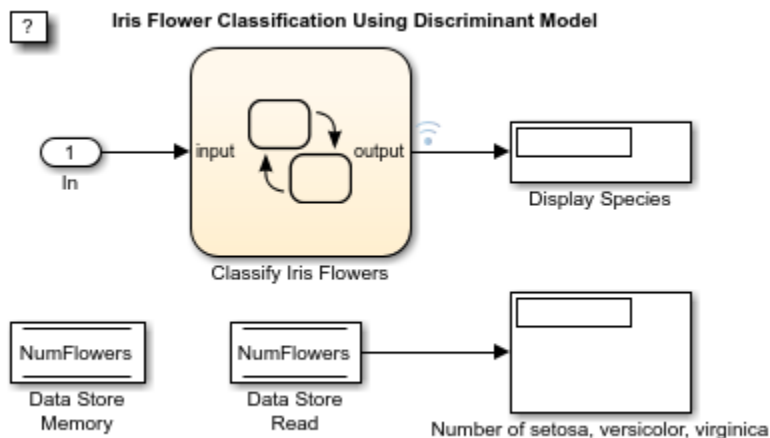 ?
Iris Flower Classification Using Discriminant Model
1
In
input
output
Classify Iris Flowers
Display Species
NumFlowers
Data Store
Memory
NumFlowers
Data Store
Read
Number of setosa, versicolor, virginica